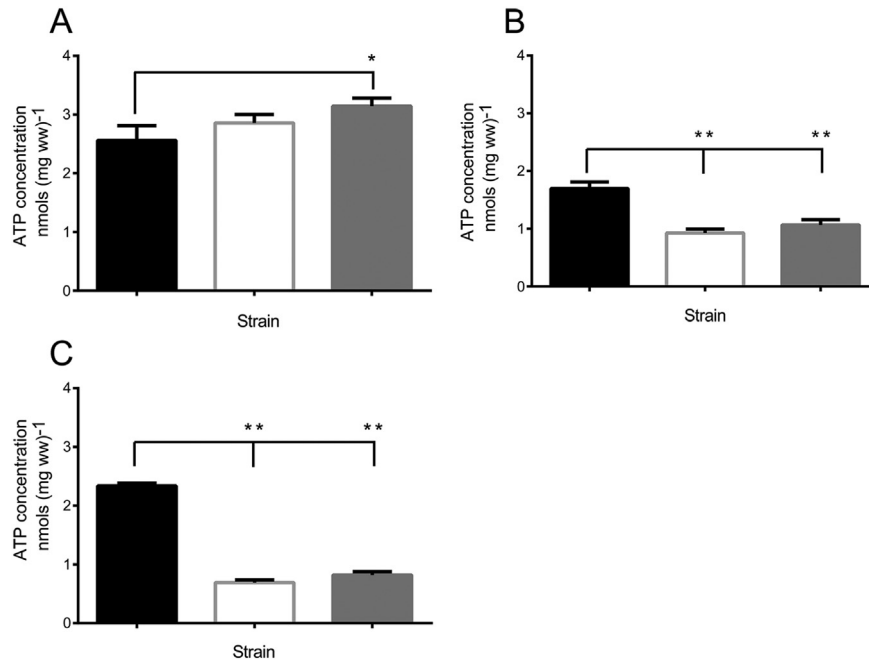 A
ATP concentration
nmols (mg ww)-1
4
3
2
1
0
*
Strain
B
ATP concentration
nmols (mg ww)-1
4
3
2
1
0
** **
Strain
C
ATP concentration
nmols (mg ww)-1
4
3
2
1
0
** **
Strain